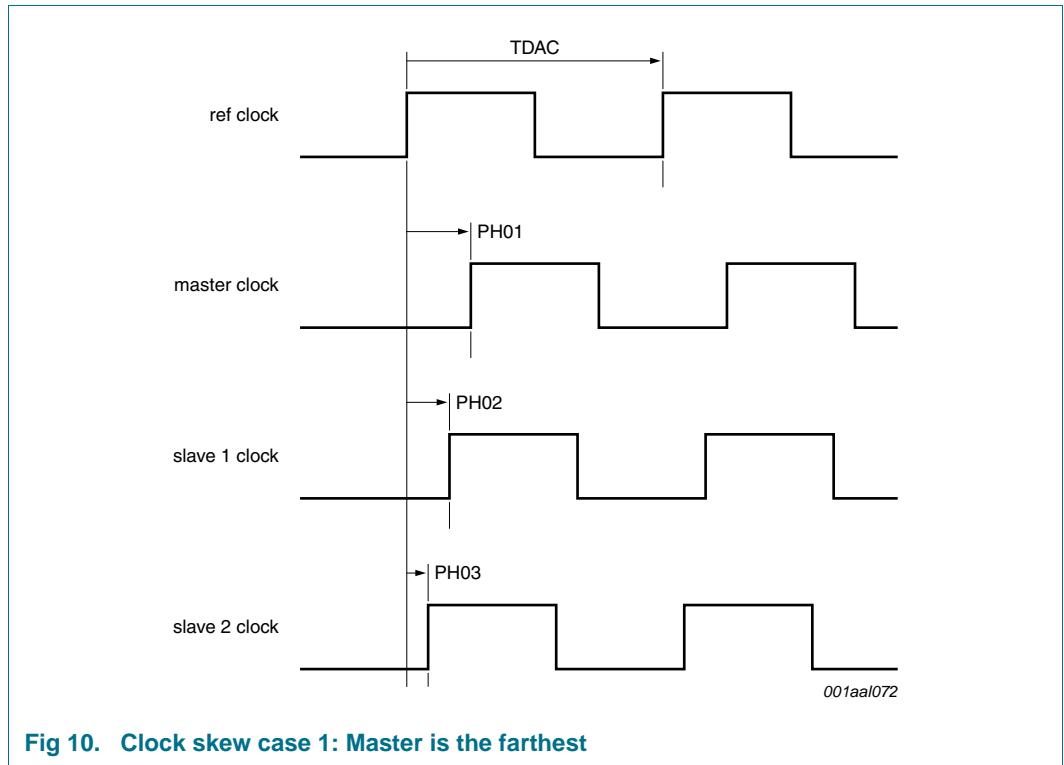 TDAC
ref clock
PH01
master clock
PH02
slave 1 clock
PH03
slave 2 clock
001aal072
Fig 10. Clock skew case 1: Master is the farthest